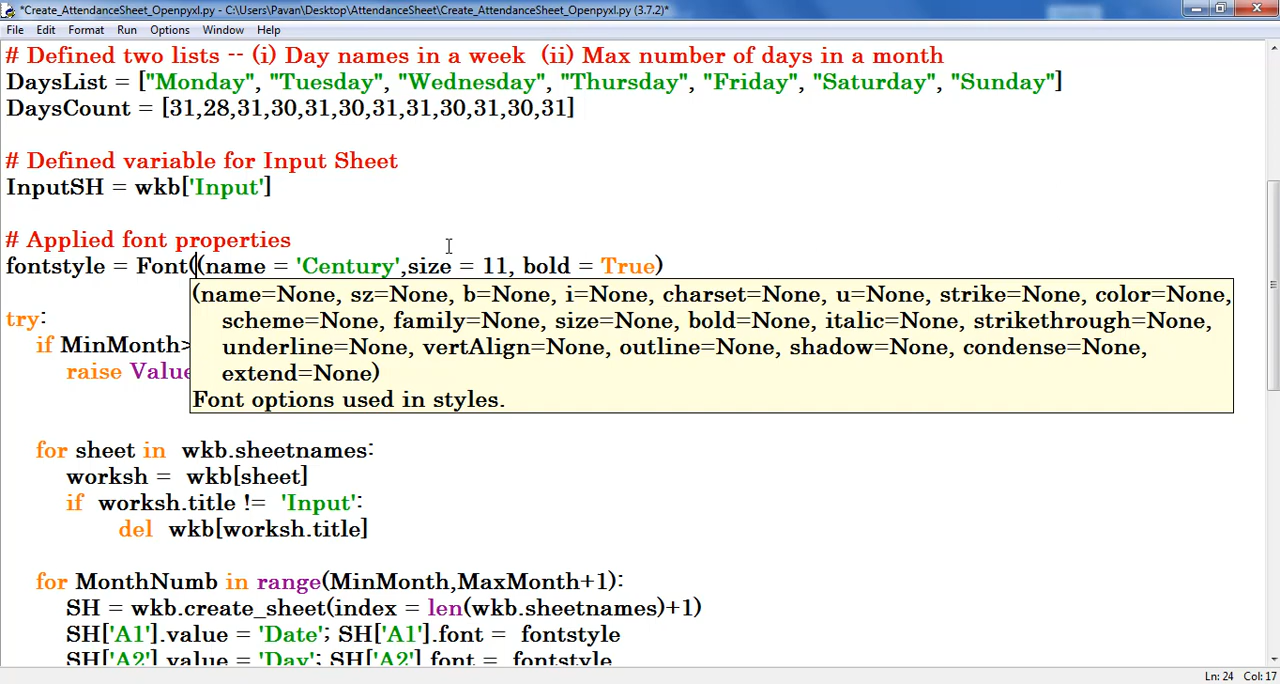 *Create_AttendanceSheet_Openpyxl.py - C:\Users\Pavan\Desktop\AttendanceSheet\Create_AttendanceSheet_Openpyxl.py (3.7.2)*
File Edit Format Run Options Window Help
# Defined two lists -- (i) Day names in a week (ii) Max number of days in a month
DaysList = ["Monday", "Tuesday", "Wednesday", "Thursday", "Friday", "Saturday", "Sunday"]
DaysCount = [31,28,31,30,31,30,31,31,30,31,30,31]
# Defined variable for Input Sheet
InputSH = wkb['Input']
# Applied font properties
fontstyle = Font((name = 'Century',size = 11, bold = True)
(name=None, sz=None, b=None, i=None, charset=None, u=None, strike=None, color=None,
scheme=None, family=None, size=None, bold=None, italic=None, strikethrough=None,
try:
if MinMonth>
underline=None, vertAlign=None, outline=None, shadow=None, condense=None,
raise Value
extend=None)
Font options used in styles.
for sheet in wkb.sheetnames:
worksh = wkb[sheet]
if worksh.title != 'Input':
del wkb[worksh.title]
for MonthNumb in range(MinMonth,MaxMonth+1):
SH = wkb.create_sheet(index = len(wkb.sheetnames)+1)
SH['A1'].value = 'Date'; SH['A1'].font = fontstyle
SH['A2'].value = 'Day'; SH['A2'].font = fontstyle
Ln: 24 Col: 17